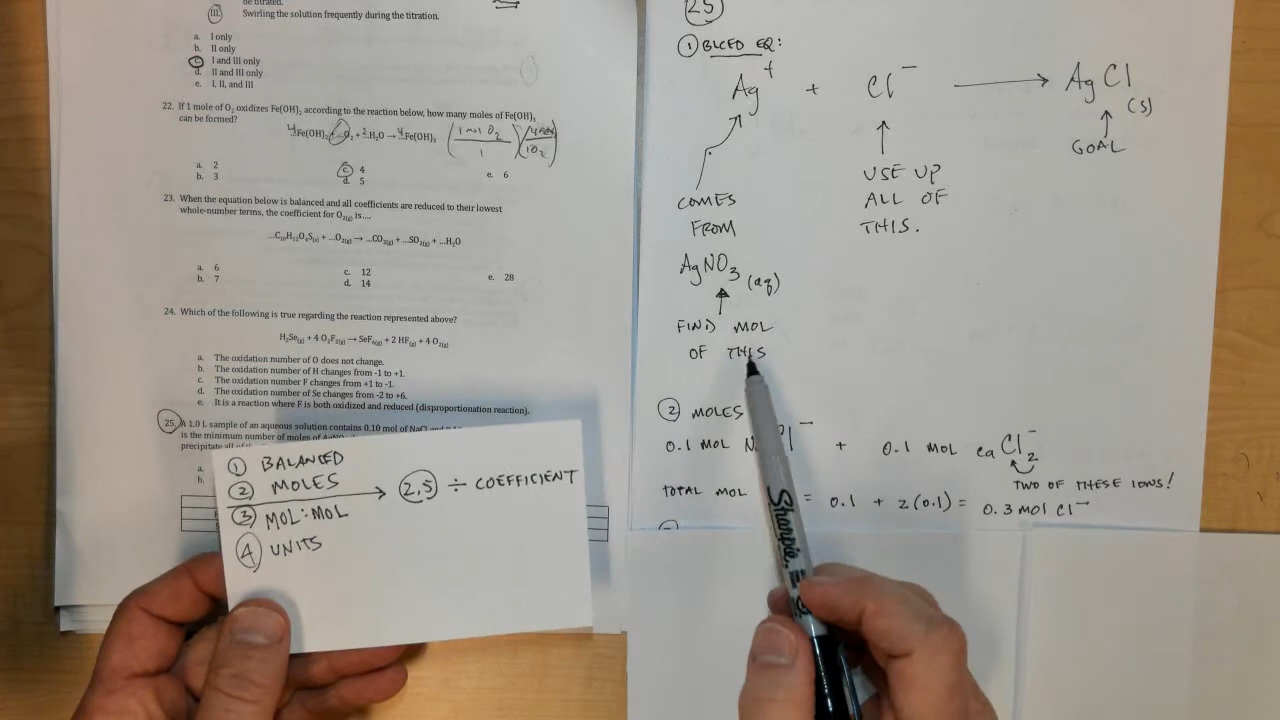 be titrated.
III. Swirling the solution frequently during the titration.
a. I only
b. II only
c. I and III only
d. II and III only
e. I, II, and III
22. If 1 mole of O2 oxidizes Fe(OH)2 according to the reaction below, how many moles of Fe(OH)3
can be formed?
4Fe(OH)2 + O2 + 2H2O → 4Fe(OH)3 (1 mol O2 / 1)
a. 2
b. 3
c. 4
d. 5
e. 6
23. When the equation below is balanced and all coefficients are reduced to their lowest
whole-number terms, the coefficient for O2(g) is....
...C10H12O4S(s) + ...O2(g) → ...CO2(g) + ...SO2(g) + ...H2O
a. 6
b. 7
c. 12
d. 14
e. 28
24. Which of the following is true regarding the reaction represented above?
H2Se(g) + 4 O2F2(g) → SeF6(g) + 2 HF(g) + 4 O2(g)
a. The oxidation number of O does not change.
b. The oxidation number of H changes from -1 to +1.
c. The oxidation number F changes from +1 to -1.
d. The oxidation number of Se changes from -2 to +6.
e. It is a reaction where F is both oxidized and reduced (disproportionation reaction).
25. A 1.0 L sample of an aqueous solution contains 0.10 mol of NaCl and
is the minimum number of moles of
precipitate all of
a.
b.
① BALANCED
② MOLES → 2.5 ÷ COEFFICIENT
③ MOL:MOL
④ UNITS
25
① BLCED EQ:
Ag+ + Cl− → AgCl(s)
GOAL
COMES
FROM
AgNO3(aq)
FIND MOL
OF THIS
USE UP
ALL OF
THIS.
② MOLES
0.1 MOL + 0.1 MOL CaCl2−
TWO OF THESE IONS!
TOTAL MOL = 0.1 + 2(0.1) = 0.3 MOL Cl−